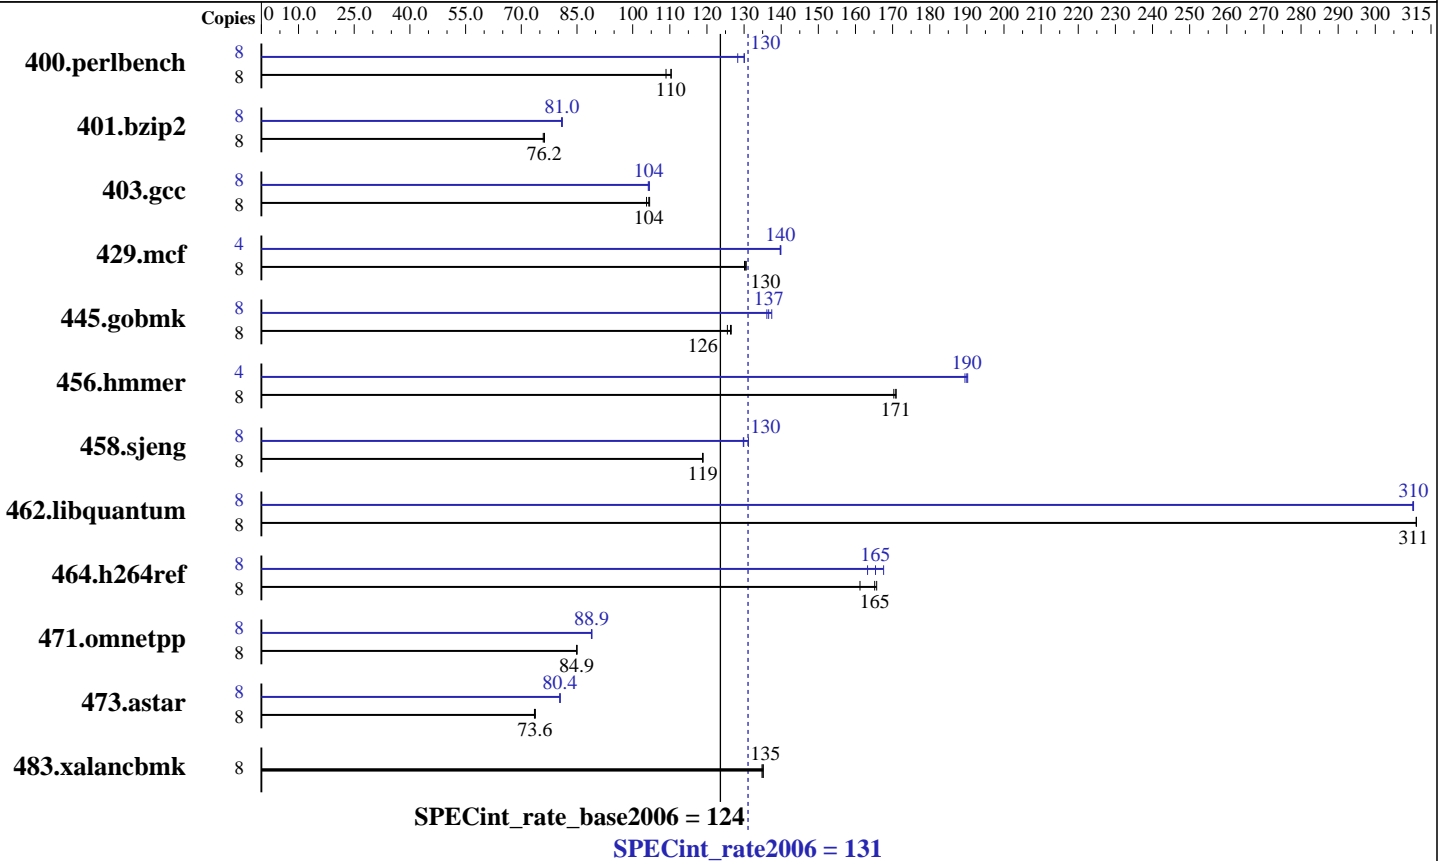 Copies 0 10.0 25.0 40.0 55.0 70.0 85.0 100 110 120 130 140 150 160 170 180 190 200 210 220 230 240 250 260 270 280 290 300 315
400.perlbench 8 130
8 110
401.bzip2 8 81.0
8 76.2
403.gcc 8 104
8 104
429.mcf 4 140
8 130
445.gobmk 8 137
8 126
456.hmmer 4 190
8 171
458.sjeng 8 130
8 119
462.libquantum 8 310
8 311
464.h264ref 8 165
8 165
471.omnetpp 8 88.9
8 84.9
473.astar 8 80.4
8 73.6
483.xalancbmk 8 135
SPECint_rate_base2006 = 124
SPECint_rate2006 = 131